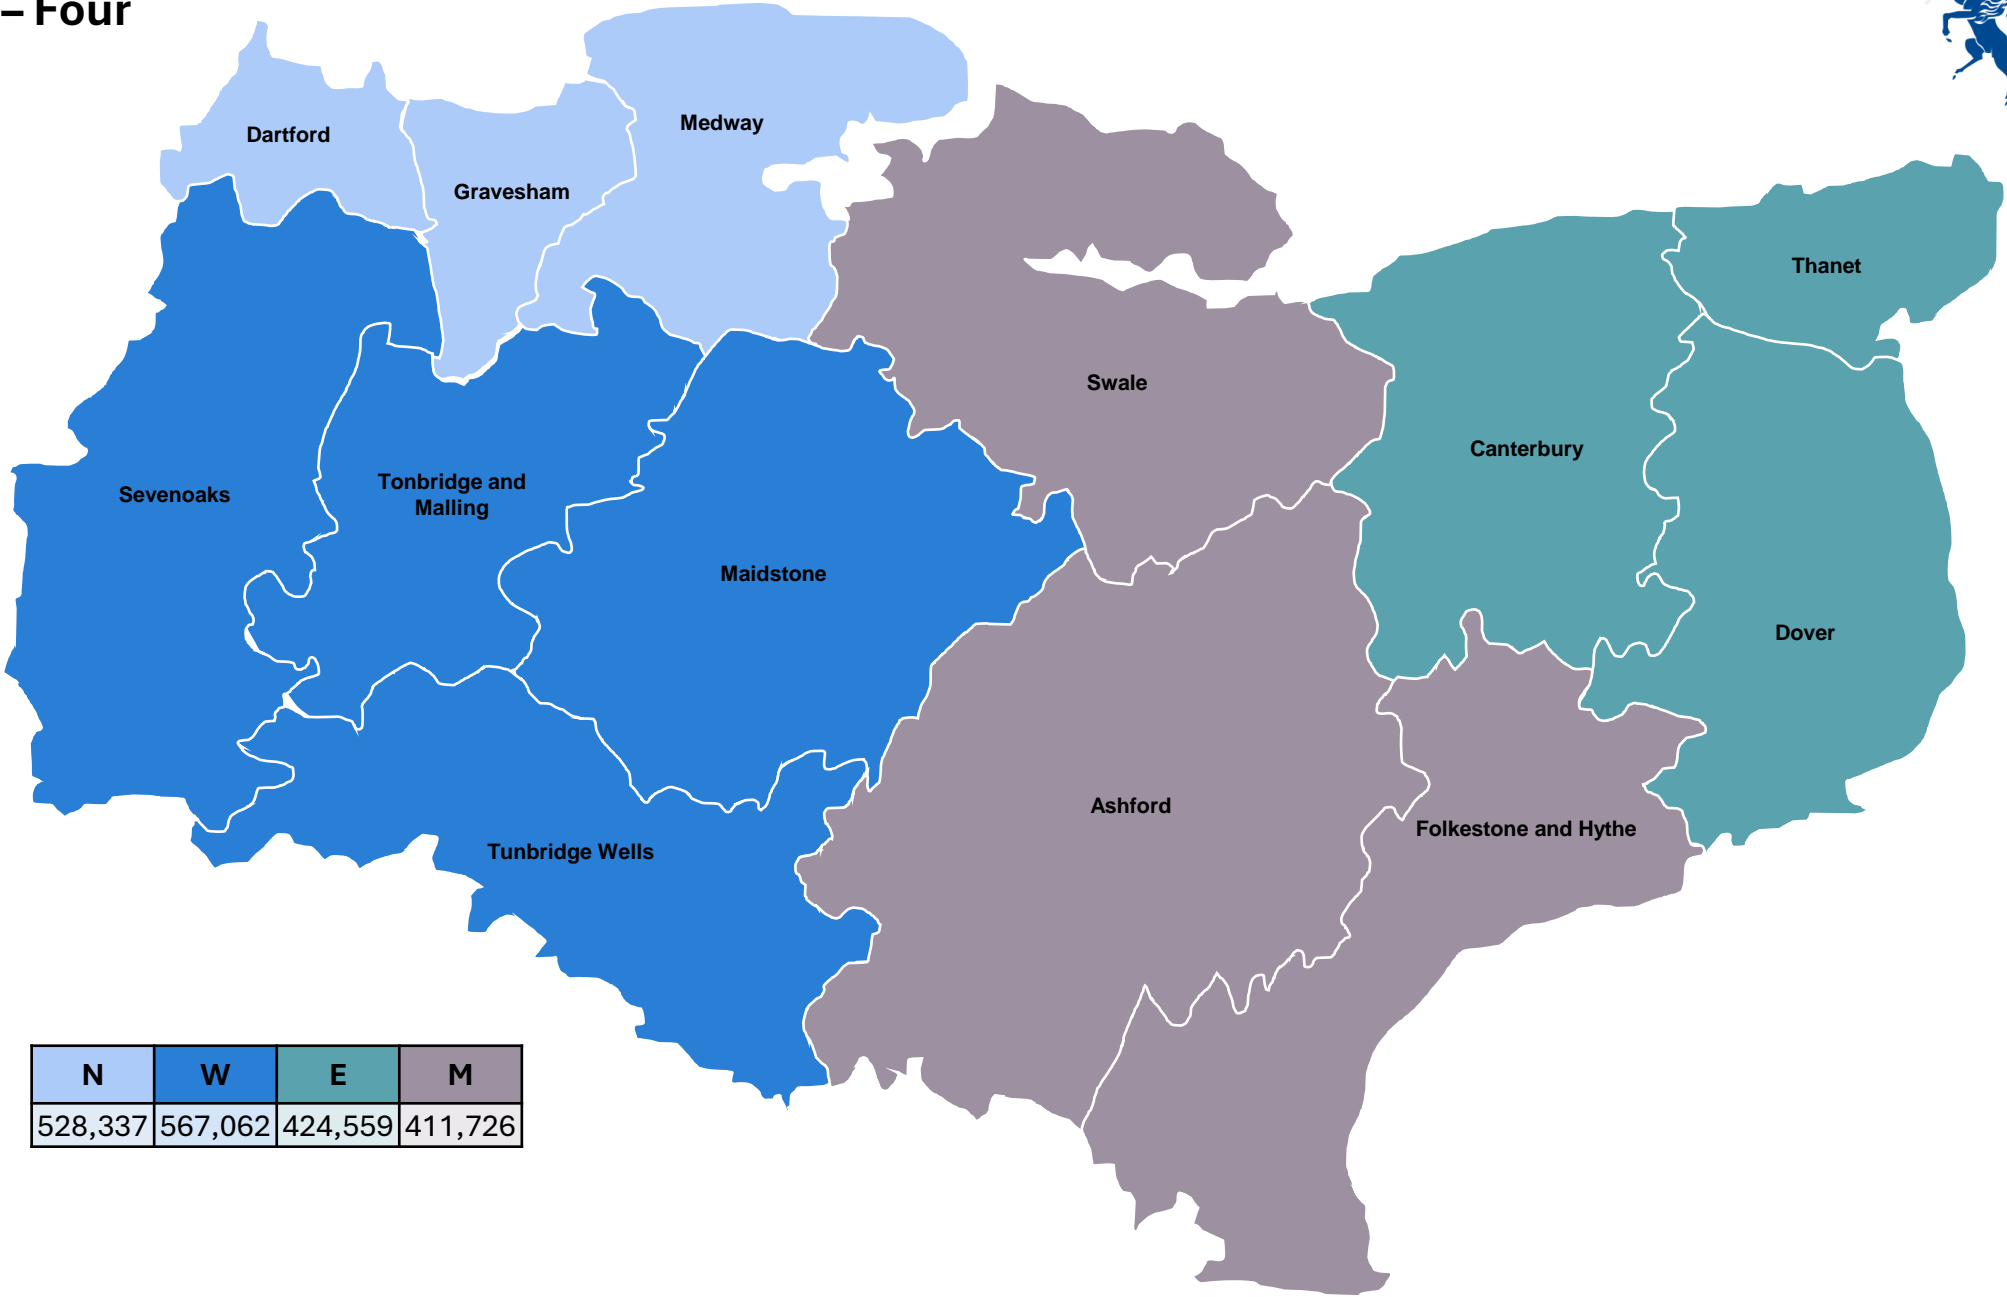 – Four
Dartford
Medway
Gravesham
Thanet
Swale
Canterbury
Sevenoaks
Tonbridge and
Malling
Maidstone
Dover
Ashford
Folkestone and Hythe
Tunbridge Wells
N W E M
528,337 567,062 424,559 411,726